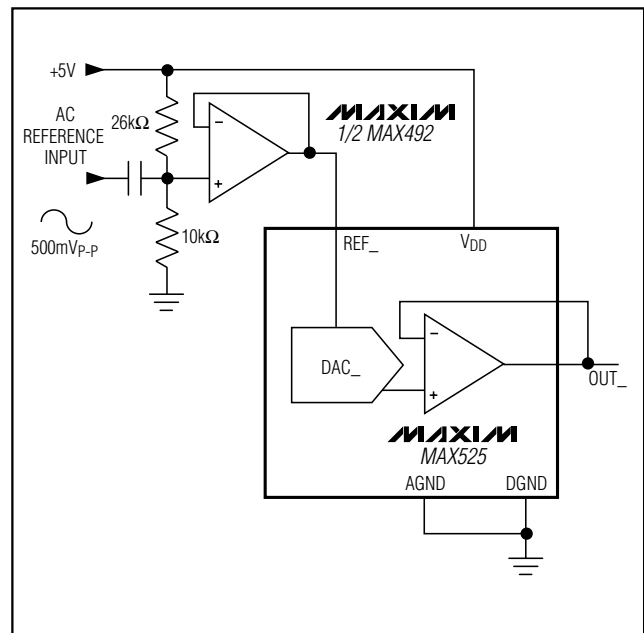 +5V
AC
REFERENCE
INPUT
500mVP-P
26kΩ
10kΩ
−
+
MAXIM
1/2 MAX492
REF_
VDD
DAC_
−
+
OUT_
MAXIM
MAX525
AGND
DGND